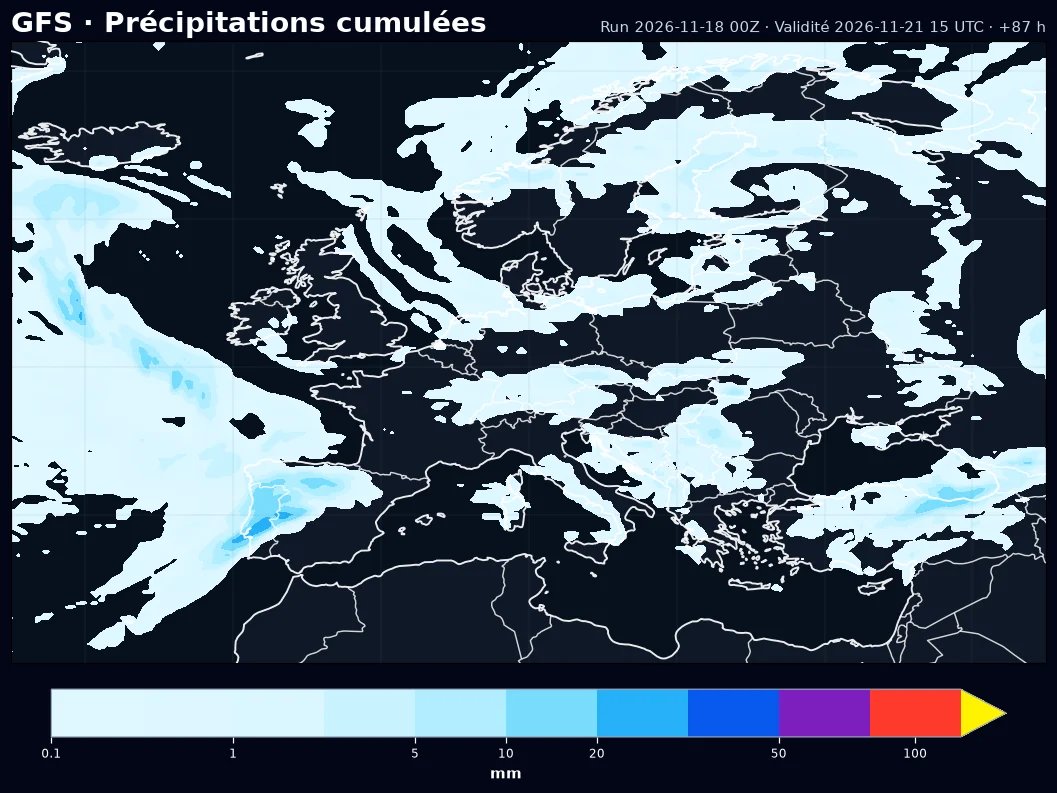 GFS · Précipitations cumulées
Run 2026-11-18 00Z · Validité 2026-11-21 15 UTC · +87 h
0.1 1 5 10 20 50 100
mm